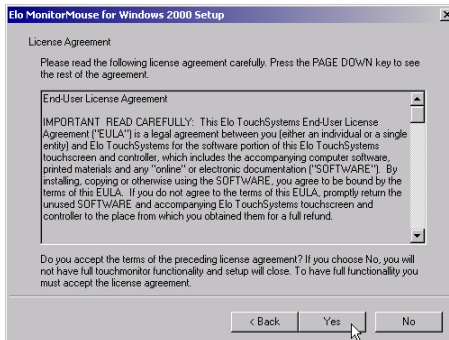 Elo MonitorMouse for Windows 2000 Setup
License Agreement
Please read the following license agreement carefully. Press the PAGE DOWN key to see
the rest of the agreement.
End-User License Agreement
IMPORTANT  READ CAREFULLY:  This Elo TouchSystems End-User License
Agreement ("EULA") is a legal agreement between you (either an individual or a single
entity) and Elo TouchSystems for the software portion of this Elo TouchSystems
touchscreen and controller, which includes the accompanying computer software,
printed materials and any "online" or electronic documentation ("SOFTWARE").  By
installing, copying or otherwise using the SOFTWARE, you agree to be bound by the
terms of this EULA.  If you do not agree to the terms of this EULA, promptly return the
unused SOFTWARE and accompanying Elo TouchSystems touchscreen and
controller to the place from which you obtained them for a full refund.
Do you accept the terms of the preceding license agreement? If you choose No, you will
not have full touchmonitor functionality and setup will close. To have full functionallity you
must accept the license agreement.
< Back Yes No